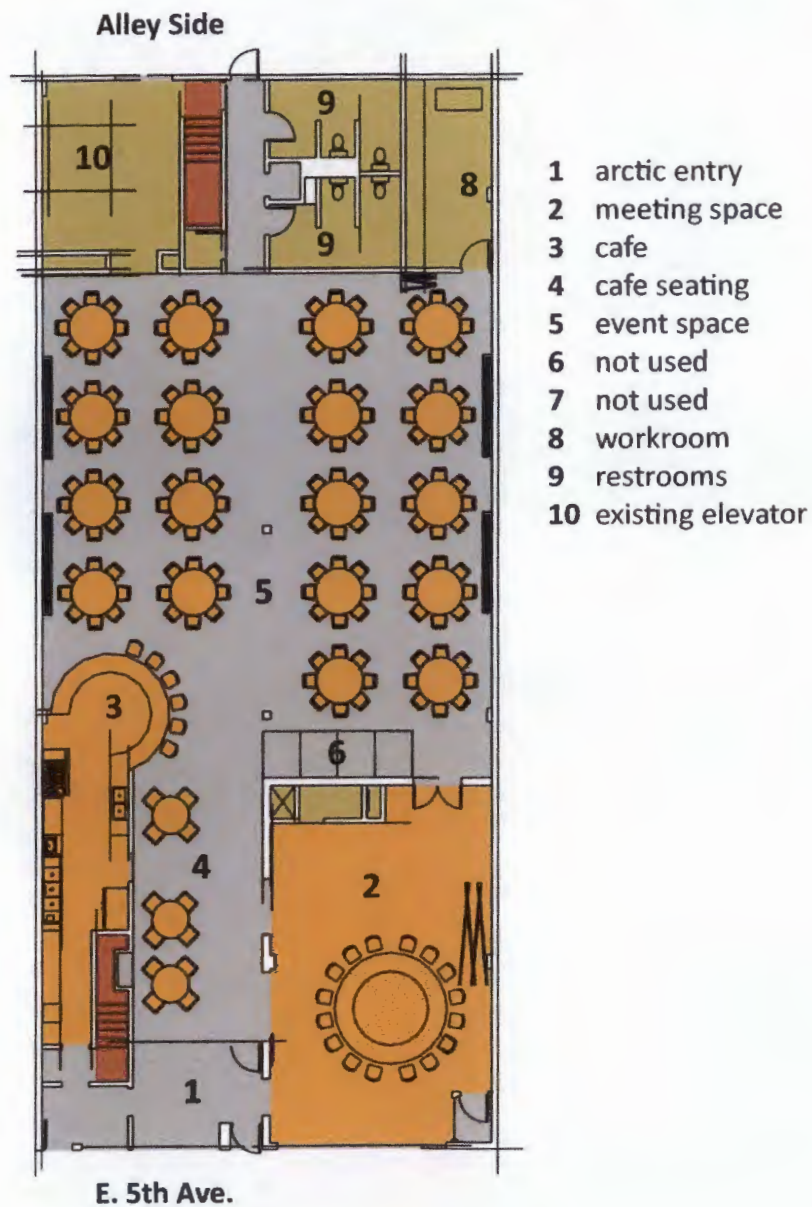 Alley Side
9
10
8
9
5
3
6
4
2
1
E. 5th Ave.
1 arctic entry
2 meeting space
3 cafe
4 cafe seating
5 event space
6 not used
7 not used
8 workroom
9 restrooms
10 existing elevator